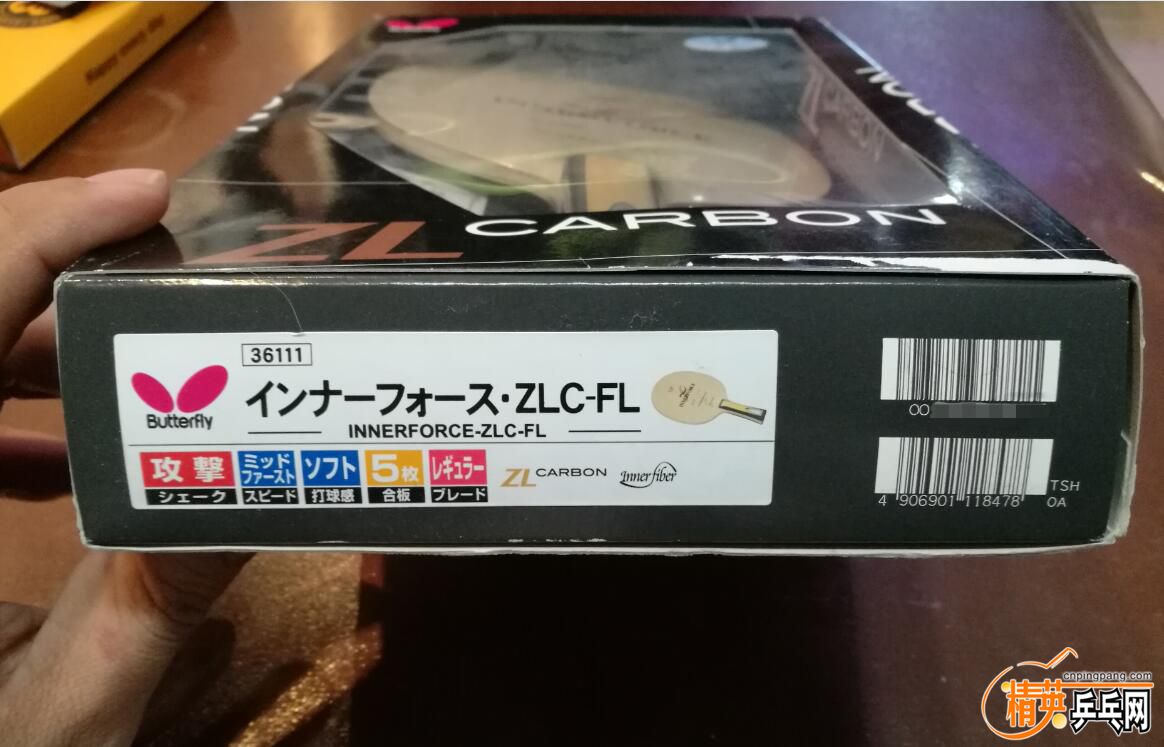 Butterfly
ZL CARBON
36111
インナーフォース・ZLC-FL
INNERFORCE-ZLC-FL
Butterfly
攻撃
シェーク
ミッドファースト
スピード
ソフト
打球感
5枚
合板
レギュラー
ブレード
ZL CARBON
Innerfiber
00
4 906901 118478
TSH
0A
cnpingpang.com
精英乒乓网